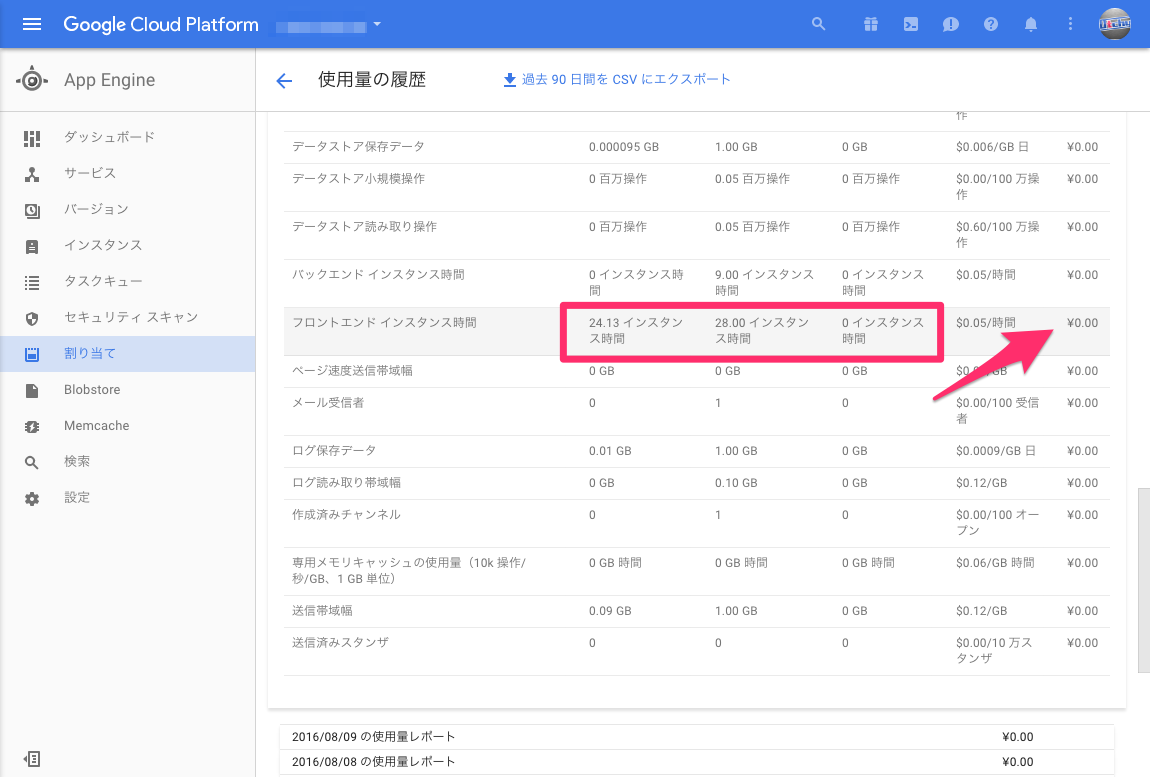 Google Cloud Platform
App Engine
使用量の履歴
過去 90 日間を CSV にエクスポート
ダッシュボード
サービス
バージョン
インスタンス
タスクキュー
セキュリティ スキャン
割り当て
Blobstore
Memcache
検索
設定
作
データストア保存データ 0.000095 GB 1.00 GB 0 GB $0.006/GB 日 ¥0.00
データストア小規模操作 0 百万操作 0.05 百万操作 0 百万操作 $0.00/100 万操 ¥0.00
作
データストア読み取り操作 0 百万操作 0.05 百万操作 0 百万操作 $0.60/100 万操 ¥0.00
作
バックエンド インスタンス時間 0 インスタンス時 9.00 インスタンス 0 インスタンス $0.05/時間 ¥0.00
間 時間 時間
フロントエンド インスタンス時間 24.13 インスタン 28.00 インスタン 0 インスタンス $0.05/時間 ¥0.00
ス時間 ス時間 時間
ページ速度送信帯域幅 0 GB 0 GB 0 GB /GB ¥0.00
メール受信者 0 1 0 $0.00/100 受信 ¥0.00
者
ログ保存データ 0.01 GB 1.00 GB 0 GB $0.0009/GB 日 ¥0.00
ログ読み取り帯域幅 0 GB 0.10 GB 0 GB $0.12/GB ¥0.00
作成済みチャンネル 0 1 0 $0.00/100 オー ¥0.00
プン
専用メモリキャッシュの使用量（10k 操作/ 0 GB 時間 0 GB 時間 0 GB 時間 $0.06/GB 時間 ¥0.00
秒/GB、1 GB 単位）
送信帯域幅 0.09 GB 1.00 GB 0 GB $0.12/GB ¥0.00
送信済みスタンザ 0 0 0 $0.00/10 万ス ¥0.00
タンザ
2016/08/09 の使用量レポート ¥0.00
2016/08/08 の使用量レポート ¥0.00